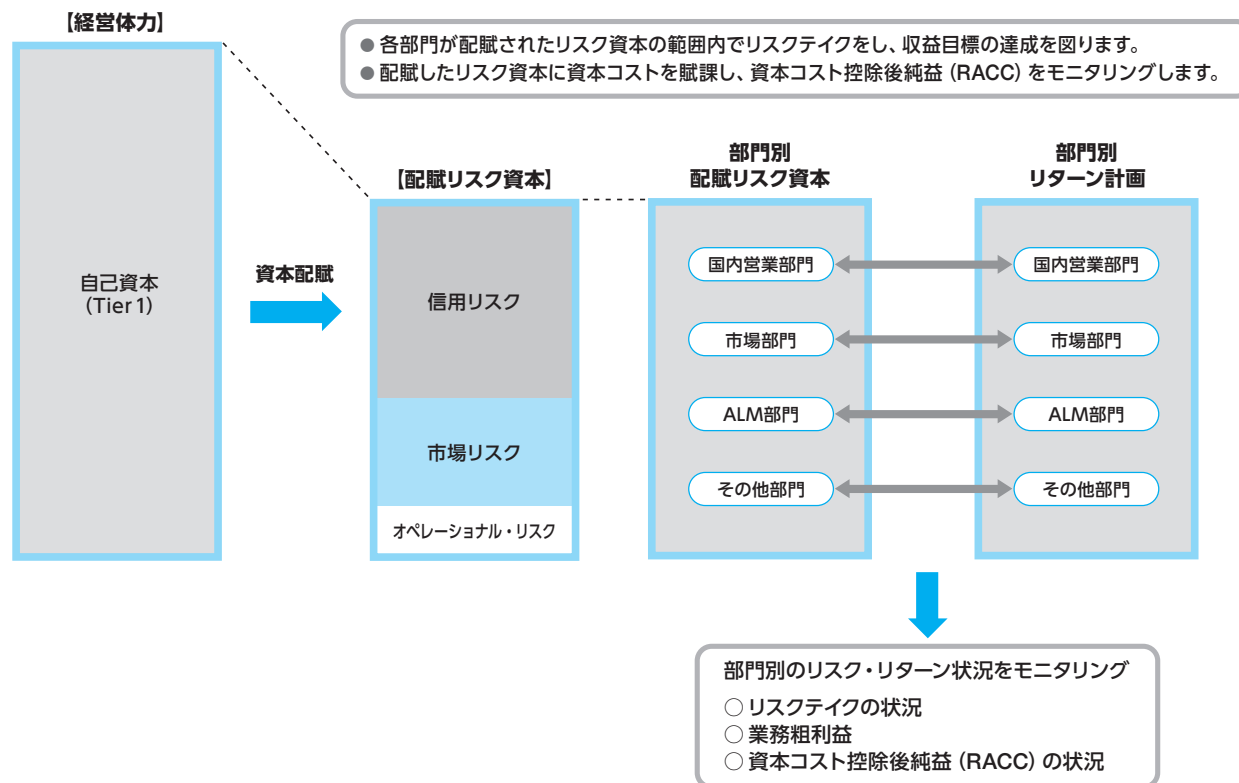 【経営体力】
● 各部門が配賦されたリスク資本の範囲内でリスクテイクをし、収益目標の達成を図ります。
● 配賦したリスク資本に資本コストを賦課し、資本コスト控除後純益（RACC）をモニタリングします。
自己資本
（Tier 1）
資本配賦
【配賦リスク資本】
信用リスク
市場リスク
オペレーショナル・リスク
部門別
配賦リスク資本
国内営業部門
市場部門
ALM部門
その他部門
部門別
リターン計画
国内営業部門
市場部門
ALM部門
その他部門
部門別のリスク・リターン状況をモニタリング
○ リスクテイクの状況
○ 業務粗利益
○ 資本コスト控除後純益（RACC）の状況